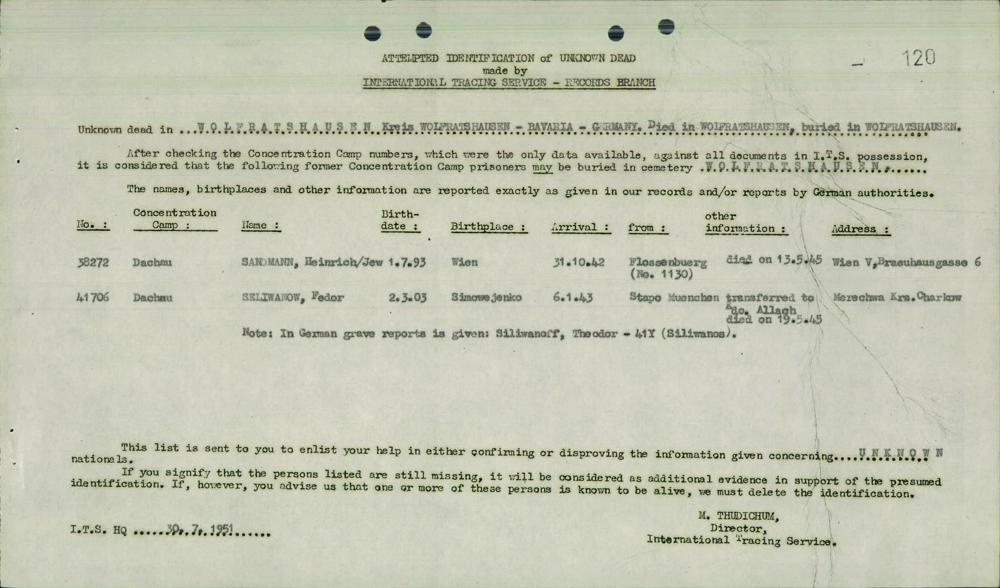 120
ATTEMPTED IDENTIFICATION of UNKNOWN DEAD
made by
INTERNATIONAL TRACING SERVICE - RECORDS BRANCH
Unknown dead in ...W.O.L.F.R.A.T.S.H.A.U.S.E.N. Kreis WOLFRATSHAUSEN - BAVARIA - GERMANY. Died in WOLFRATSHAUSEN, buried in WOLFRATSHAUSEN.
After checking the Concentration Camp numbers, which were the only data available, against all documents in I.T.S. possession,
it is considered that the following former Concentration Camp prisoners may be buried in cemetery .W.O.L.F.R.A.T.S.H.A.U.S.E.N.......
The names, birthplaces and other information are reported exactly as given in our records and/or reports by German authorities.
No. : Concentration Camp : Name : Birth-date : Birthplace : Arrival : from : other information : Address :
38272 Dachau SANDMANN, Heinrich/Jew 1.7.93 Wien 31.10.42 Flossenbuerg died on 13.5.45 Wien V,Braeuhausgasse 6
(No. 1130)
41706 Dachau SELIWANOW, Fedor 2.3.03 Simowejenko 6.1.43 Stapo Muenchen transferred to Merechwa Krs.Charkow
Kdo. Allach
died on 19.5.45
Note: In German grave reports is given: Siliwanoff, Theodor - 41Y (Siliwanos).
This list is sent to you to enlist your help in either confirming or disproving the information given concerning....U.N.K.N.O.W N
nationals.
If you signify that the persons listed are still missing, it will be considered as additional evidence in support of the presumed
identification. If, however, you advise us that one or more of these persons is known to be alive, we must delete the identification.
M. THUDICHUM,
Director,
International Tracing Service.
I.T.S. HQ ......30.7.1951......